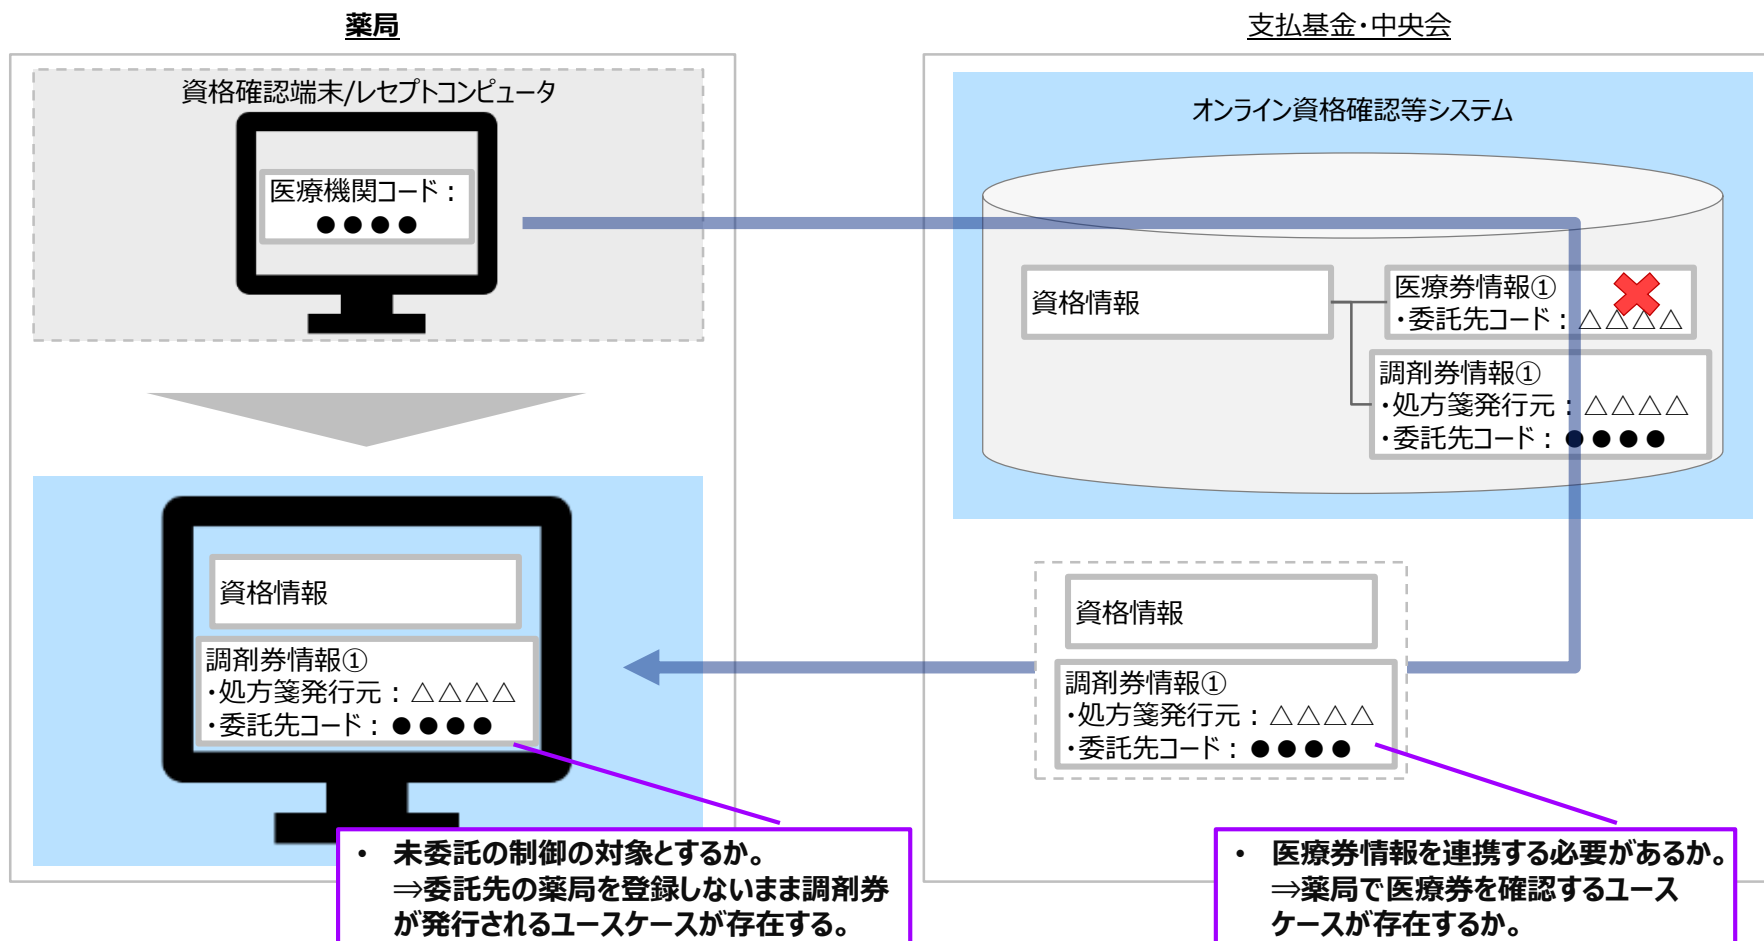 薬局
資格確認端末/レセプトコンピュータ
医療機関コード：
●●●●
資格情報
調剤券情報①
・処方箋発行元：△△△△
・委託先コード：●●●●
• 未委託の制御の対象とするか。
⇒委託先の薬局を登録しないまま調剤券
が発行されるユースケースが存在する。
支払基金・中央会
オンライン資格確認等システム
資格情報
医療券情報①
・委託先コード：△△△△
調剤券情報①
・処方箋発行元：△△△△
・委託先コード：●●●●
資格情報
調剤券情報①
・処方箋発行元：△△△△
・委託先コード：●●●●
• 医療券情報を連携する必要があるか。
⇒薬局で医療券を確認するユース
ケースが存在するか。